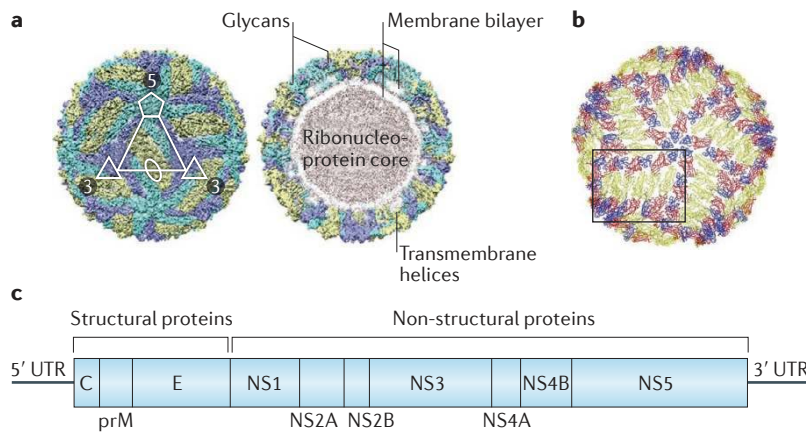 a
Glycans
Membrane bilayer
b
5
3
3
Ribonucleo-
protein core
Transmembrane
helices
c
Structural proteins
Non-structural proteins
5′ UTR
C
prM
E
NS1
NS2A
NS2B
NS3
NS4A
NS4B
NS5
3′ UTR